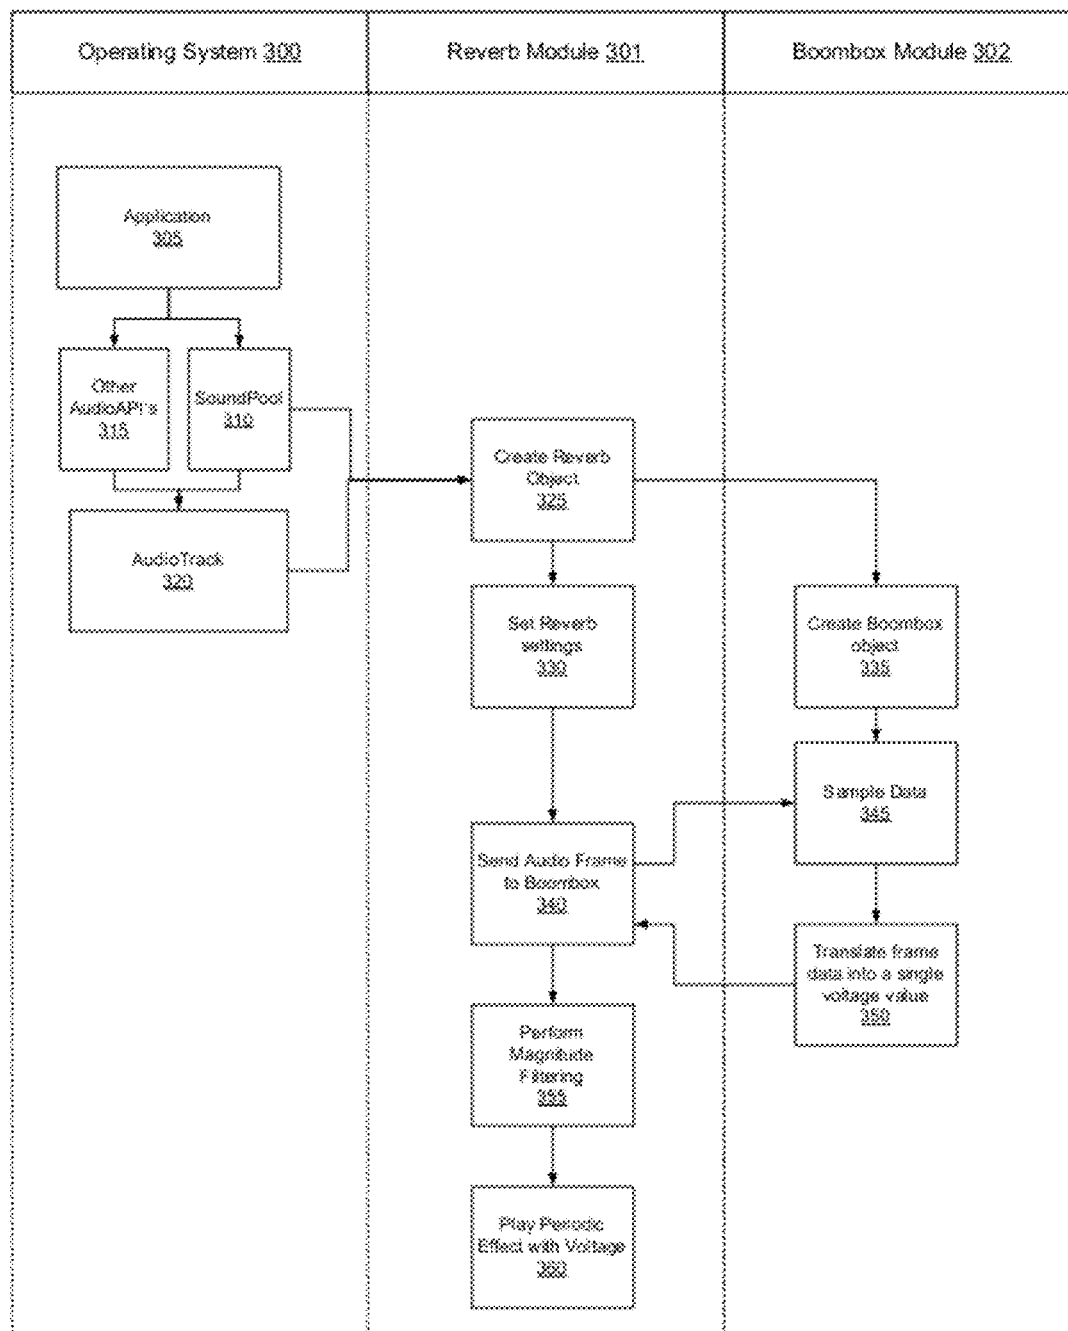 Operating System 300
Reverb Module 301
Boombox Module 302
Application
305
Other
AudioAPI's
315
SoundPool
310
AudioTrack
320
Create Reverb
Object
325
Set Reverb
settings
330
Create Boombox
object
335
Sample Data
345
Send Audio Frame
to Boombox
340
Translate frame
data into a single
voltage value
350
Perform
Magnitude
Filtering
355
Play Periodic
Effect with Voltage
360